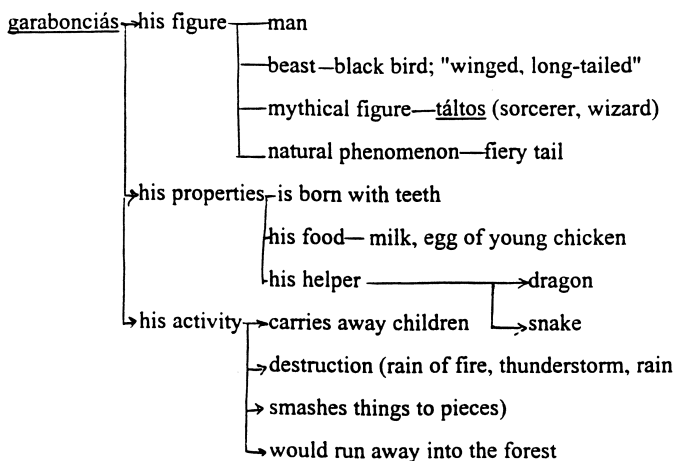 garabonciás his figure man
beast—black bird; "winged, long-tailed"
mythical figure—táltos (sorcerer, wizard)
natural phenomenon—fiery tail
his properties is born with teeth
his food— milk, egg of young chicken
his helper dragon
his activity carries away children snake
destruction (rain of fire, thunderstorm, rain
smashes things to pieces)
would run away into the forest